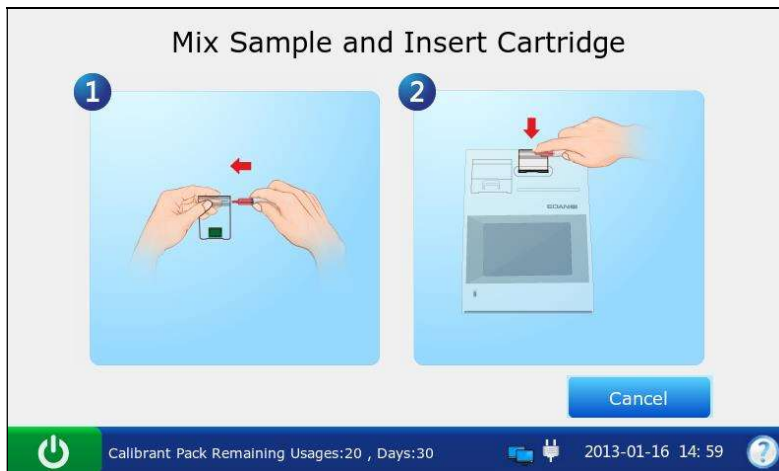 Mix Sample and Insert Cartridge
1
2
EDAN
Cancel
Calibrant Pack Remaining Usages:20 , Days:30
2013-01-16 14: 59
?